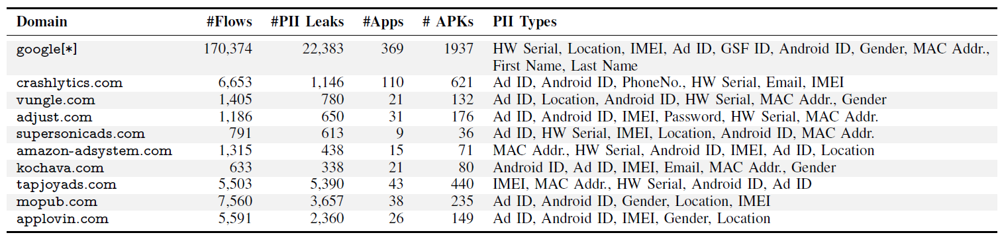 Domain #Flows #PII Leaks #Apps # APKs PII Types
google[*] 170,374 22,383 369 1937 HW Serial, Location, IMEI, Ad ID, GSF ID, Android ID, Gender, MAC Addr.,
First Name, Last Name
crashlytics.com 6,653 1,146 110 621 Ad ID, Android ID, PhoneNo., HW Serial, Email, IMEI
vungle.com 1,405 780 21 132 Ad ID, Location, Android ID, HW Serial, MAC Addr., Gender
adjust.com 1,186 650 31 176 Ad ID, Android ID, IMEI, Password, HW Serial, MAC Addr.
supersonicads.com 791 613 9 36 Ad ID, HW Serial, IMEI, Location, Android ID, MAC Addr.
amazon-adsystem.com 1,315 438 15 71 MAC Addr., HW Serial, Android ID, IMEI, Ad ID, Location
kochava.com 633 338 21 80 Android ID, Ad ID, IMEI, Email, MAC Addr., Gender
tapjoyads.com 5,503 5,390 43 440 IMEI, MAC Addr., HW Serial, Android ID, Ad ID
mopub.com 7,560 3,657 38 235 Ad ID, Android ID, Gender, Location, IMEI
applovin.com 5,591 2,360 26 149 Ad ID, Android ID, IMEI, Gender, Location